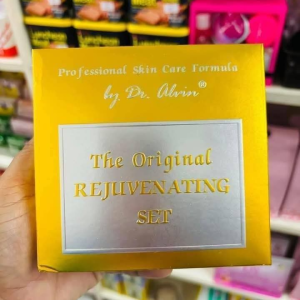 Professional Skin Care Formula
by Dr. Alvin®
The Original
REJUVENATING
SET